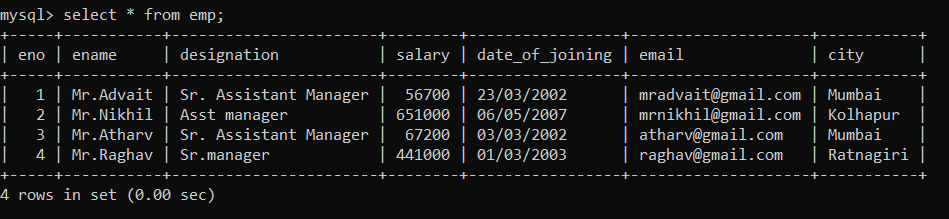 mysql> select * from emp;
+-----+-----------+----------------------+--------+-----------------+--------------------+-----------+
| eno | ename     | designation          | salary | date_of_joining | email              | city      |
+-----+-----------+----------------------+--------+-----------------+--------------------+-----------+
|   1 | Mr.Advait | Sr. Assistant Manager |  56700 | 23/03/2002      | mradvait@gmail.com | Mumbai    |
|   2 | Mr.Nikhil | Asst manager         | 651000 | 06/05/2007      | mrnikhil@gmail.com | Kolhapur  |
|   3 | Mr.Atharv | Sr. Assistant Manager |  67200 | 03/03/2002      | atharv@gmail.com   | Mumbai    |
|   4 | Mr.Raghav | Sr.manager           | 441000 | 01/03/2003      | raghav@gmail.com   | Ratnagiri |
+-----+-----------+----------------------+--------+-----------------+--------------------+-----------+
4 rows in set (0.00 sec)